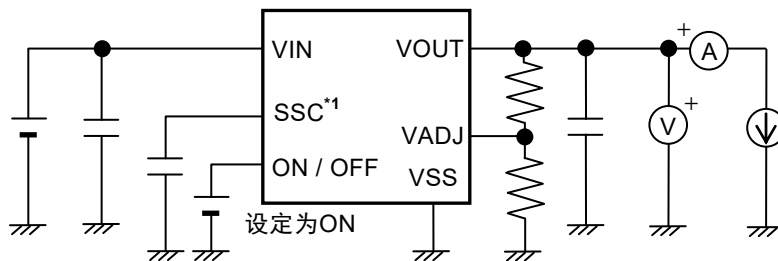 VIN
VOUT
+
A
SSC*1
VADJ
+
V
ON / OFF
VSS
设定为ON